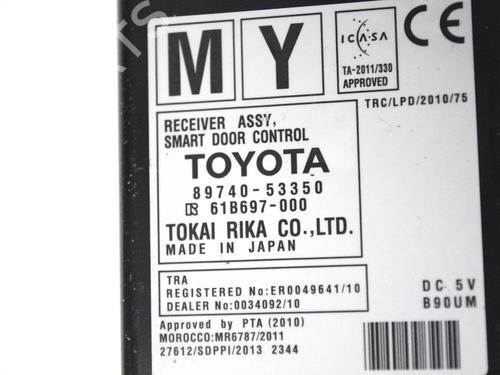 M Y
ICASA
TA-2011/330
APPROVED
CE
TRC/LPD/2010/75
RECEIVER ASSY,
SMART DOOR CONTROL
TOYOTA
89740-53350
61B697-000
TOKAI RIKA CO.,LTD.
MADE IN JAPAN
TRA
REGISTERED No:ER0049641/10
DEALER No:0034092/10
DC 5V
B90UM
Approved by PTA (2010)
MOROCCO:MR6787/2011
27612/SDPPI/2013 2344